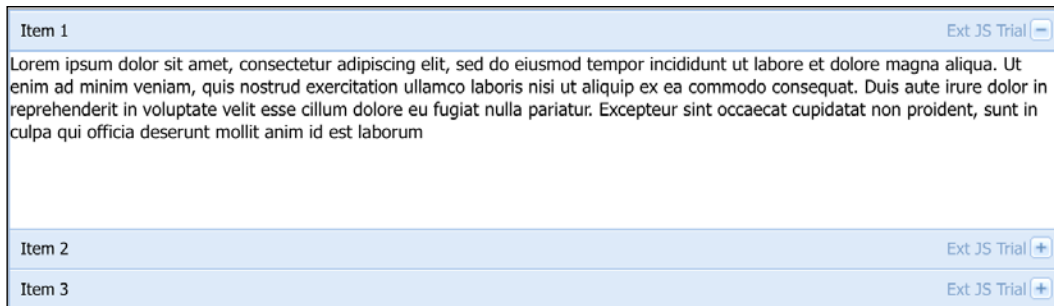 Item 1 Ext JS Trial
Lorem ipsum dolor sit amet, consectetur adipiscing elit, sed do eiusmod tempor incididunt ut labore et dolore magna aliqua. Ut
enim ad minim veniam, quis nostrud exercitation ullamco laboris nisi ut aliquip ex ea commodo consequat. Duis aute irure dolor in
reprehenderit in voluptate velit esse cillum dolore eu fugiat nulla pariatur. Excepteur sint occaecat cupidatat non proident, sunt in
culpa qui officia deserunt mollit anim id est laborum
Item 2 Ext JS Trial
Item 3 Ext JS Trial